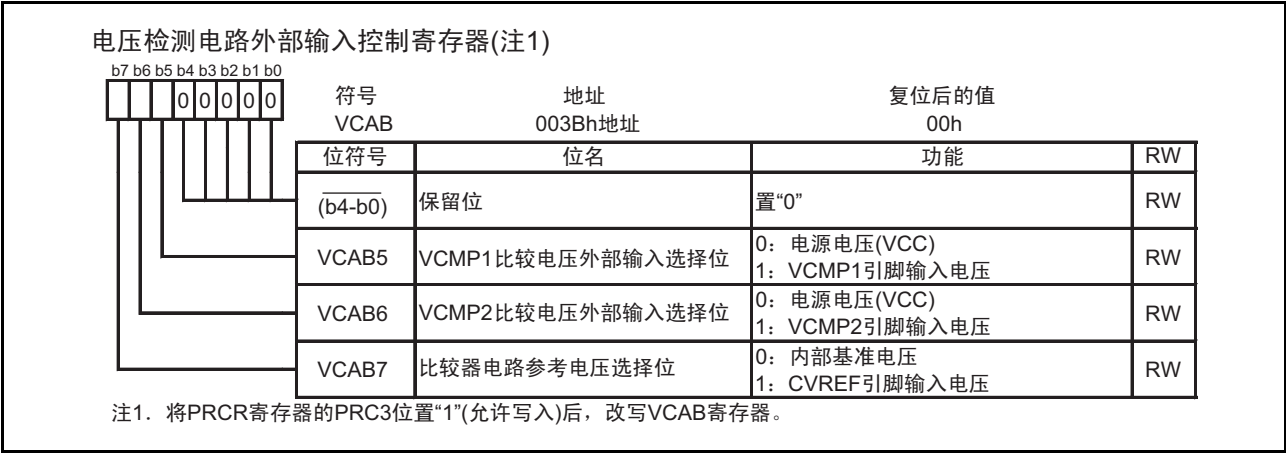 电压检测电路外部输入控制寄存器(注1)
b7 b6 b5 b4 b3 b2 b1 b0
0 0 0 0 0
符号 地址 复位后的值
VCAB 003Bh地址 00h
位符号 位名 功能 RW
(b4-b0) 保留位 置“0” RW
VCAB5 VCMP1比较电压外部输入选择位 0：电源电压(VCC)
1：VCMP1引脚输入电压 RW
VCAB6 VCMP2比较电压外部输入选择位 0：电源电压(VCC)
1：VCMP2引脚输入电压 RW
VCAB7 比较器电路参考电压选择位 0：内部基准电压
1：CVREF引脚输入电压 RW
注1．将PRCR寄存器的PRC3位置“1”(允许写入)后，改写VCAB寄存器。